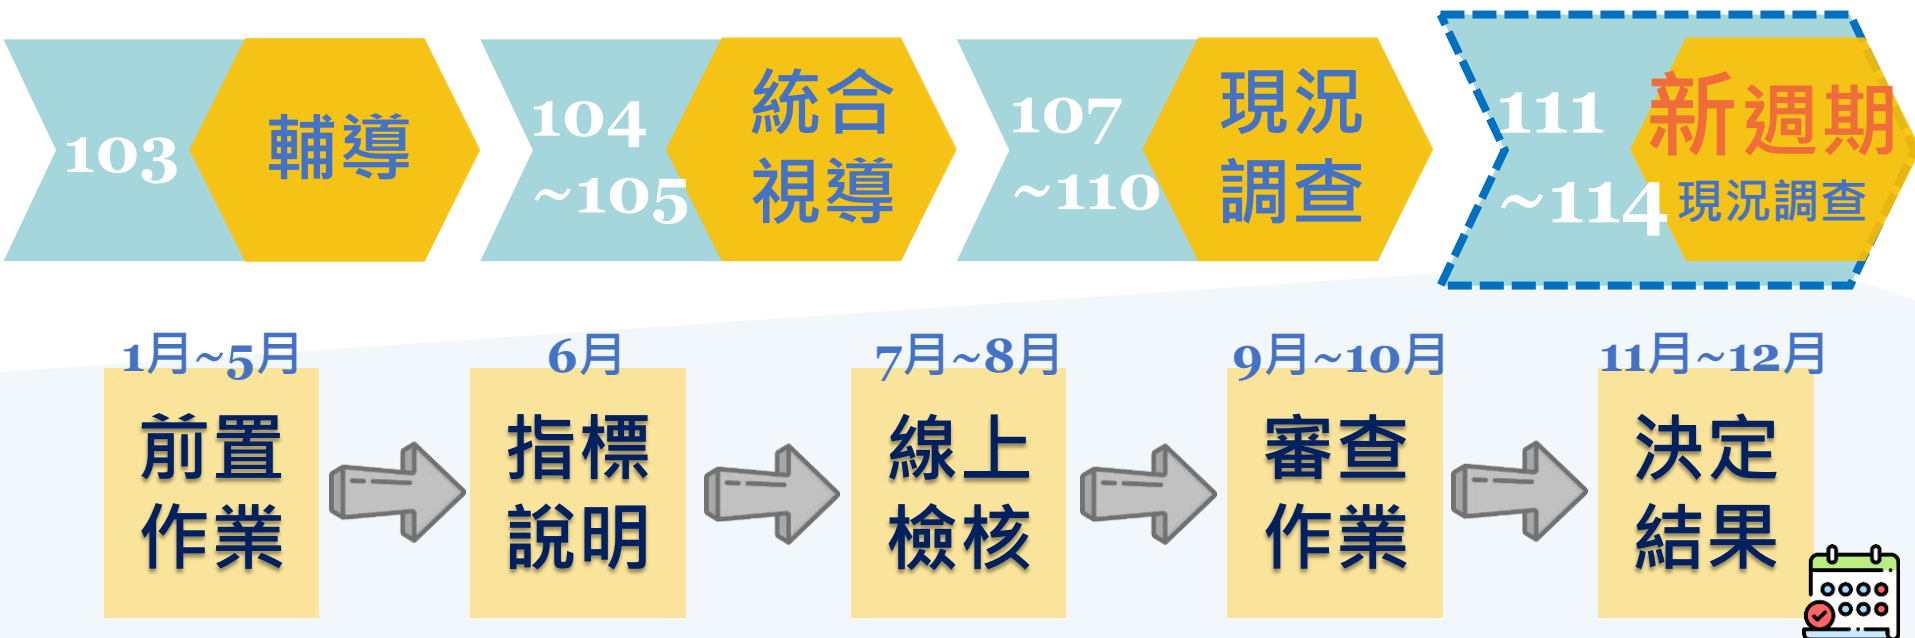 103
輔導
104
~105
統合
視導
107
~110
現況
調查
111
~114
新週期
現況調查
1月~5月
前置
作業
6月
指標
說明
7月~8月
線上
檢核
9月~10月
審查
作業
11月~12月
決定
結果